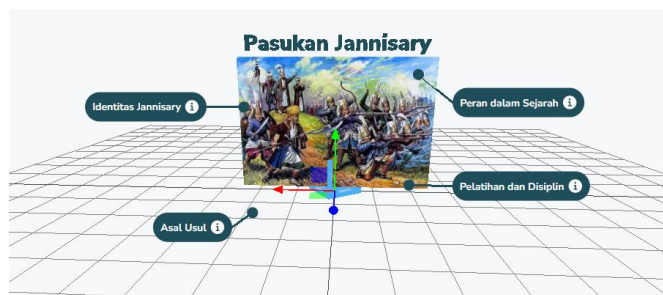 Pasukan Jannisary
Identitas Jannisary
Peran dalam Sejarah
Pelatihan dan Disiplin
Asal Usul